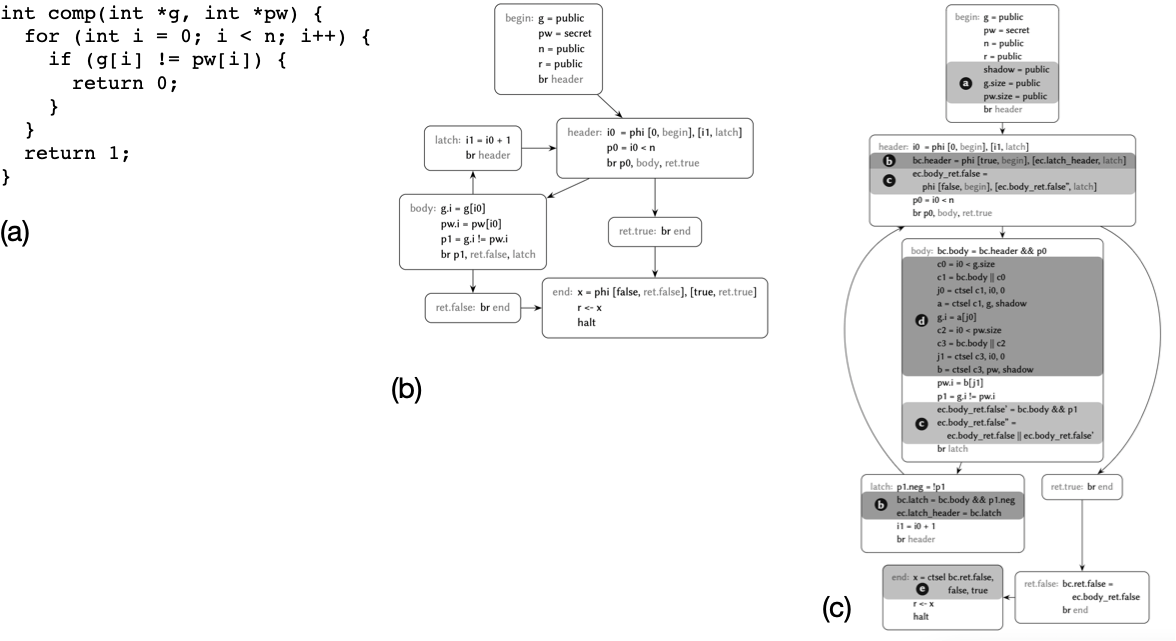 int comp(int *g, int *pw) {
for (int i = 0; i < n; i++) {
if (g[i] != pw[i]) {
return 0;
}
}
return 1;
}
(a)
begin: g = public
pw = secret
n = public
r = public
br header
latch: i1 = i0 + 1
br header
header: i0 = phi [0, begin], [i1, latch]
p0 = i0 < n
br p0, body, ret.true
body: g.i = g[i0]
pw.i = pw[i0]
p1 = g.i != pw.i
br p1, ret.false, latch
ret.true: br end
ret.false: br end
end: x = phi [false, ret.false], [true, ret.true]
r <- x
halt
(b)
begin: g = public
pw = secret
n = public
r = public
shadow = public
a g.size = public
pw.size = public
br header
header: i0 = phi [0, begin], [i1, latch]
b bc.header = phi [true, begin], [ec.latch_header, latch]
c ec.body_ret.false =
phi [false, begin], [ec.body_ret.false", latch]
p0 = i0 < n
br p0, body, ret.true
body: bc.body = bc.header && p0
c0 = i0 < g.size
c1 = bc.body || c0
j0 = ctsel c1, i0, 0
a = ctsel c1, g, shadow
d g.i = a[j0]
c2 = i0 < pw.size
c3 = bc.body || c2
j1 = ctsel c3, i0, 0
b = ctsel c3, pw, shadow
pw.i = b[j1]
p1 = g.i != pw.i
ec.body_ret.false' = bc.body && p1
c ec.body_ret.false" =
ec.body_ret.false || ec.body_ret.false'
br latch
latch: p1.neg = !p1
b bc.latch = bc.body && p1.neg
ec.latch_header = bc.latch
i1 = i0 + 1
br header
ret.true: br end
end: x = ctsel bc.ret.false,
e false, true
r <- x
halt
ret.false: bc.ret.false =
ec.body_ret.false
br end
(c)